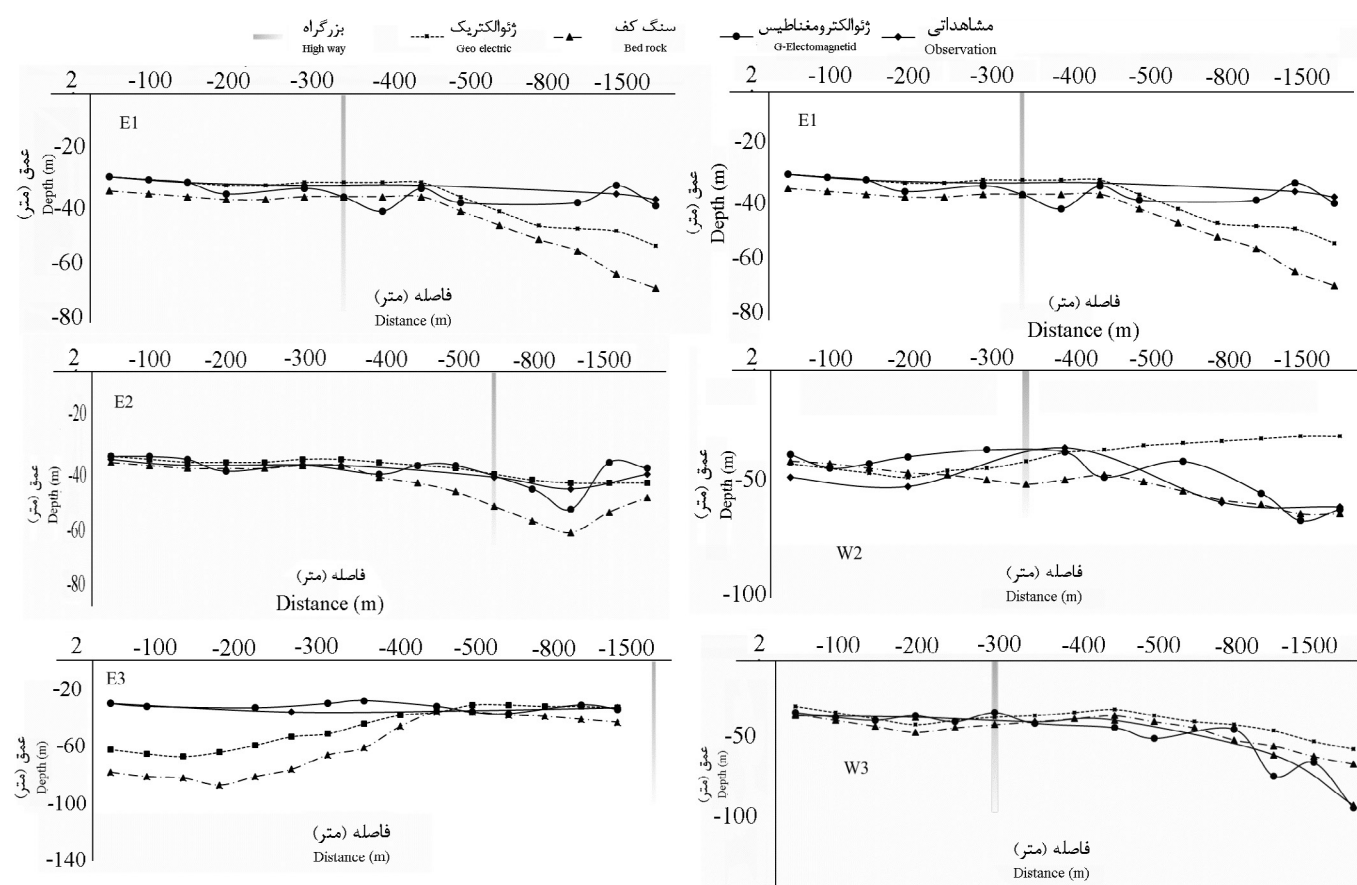 بزرگراه
High way
ژئوالکتریک
Geo electric
سنگ کف
Bed rock
ژئوالکترومغناطیس
G-Electomagnetid
مشاهداتی
Observation
2 -100 -200 -300 -400 -500 -800 -1500
E1
-20
-40
-60
-80
عمق (متر)
Depth (m)
فاصله (متر)
Distance (m)
2 -100 -200 -300 -400 -500 -800 -1500
E1
-20
-40
-60
-80
عمق (متر)
Depth (m)
فاصله (متر)
Distance (m)
2 -100 -200 -300 -400 -500 -800 -1500
E2
-20
-40
-60
-80
عمق (متر)
Depth (m)
فاصله (متر)
Distance (m)
2 -100 -200 -300 -400 -500 -800 -1500
-50
-100
عمق (متر)
Depth (m)
W2
فاصله (متر)
Distance (m)
2 -100 -200 -300 -400 -500 -800 -1500
E3
-20
-60
-100
-140
عمق (متر)
Depth (m)
فاصله (متر)
Distance (m)
2 -100 -200 -300 -400 -500 -800 -1500
-50
-100
عمق (متر)
Depth (m)
W3
فاصله (متر)
Distance (m)